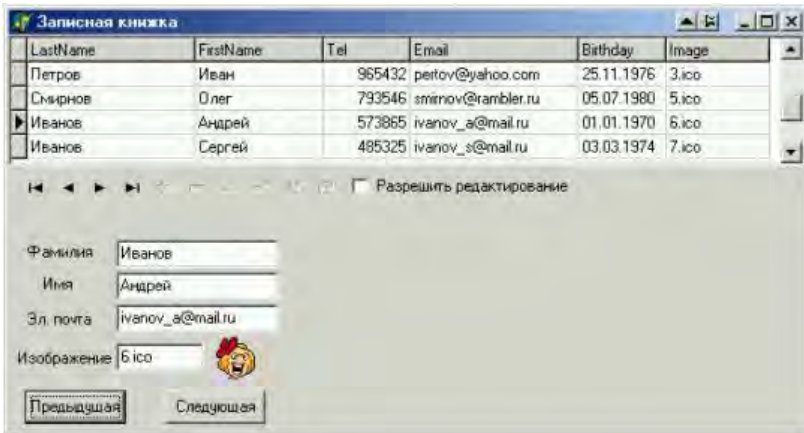 Записная книжка
LastName FirstName Tel Email Birthday Image
Петров Иван 965432 pertov@yahoo.com 25.11.1976 3.ico
Смирнов Олег 793546 smirnov@rambler.ru 05.07.1980 5.ico
Иванов Андрей 573865 ivanov_a@mail.ru 01.01.1970 6.ico
Иванов Сергей 485325 ivanov_s@mail.ru 03.03.1974 7.ico
Разрешить редактирование
Фамилия Иванов
Имя Андрей
Эл. почта ivanov_a@mail.ru
Изображение 6.ico
Предыдущая Следующая